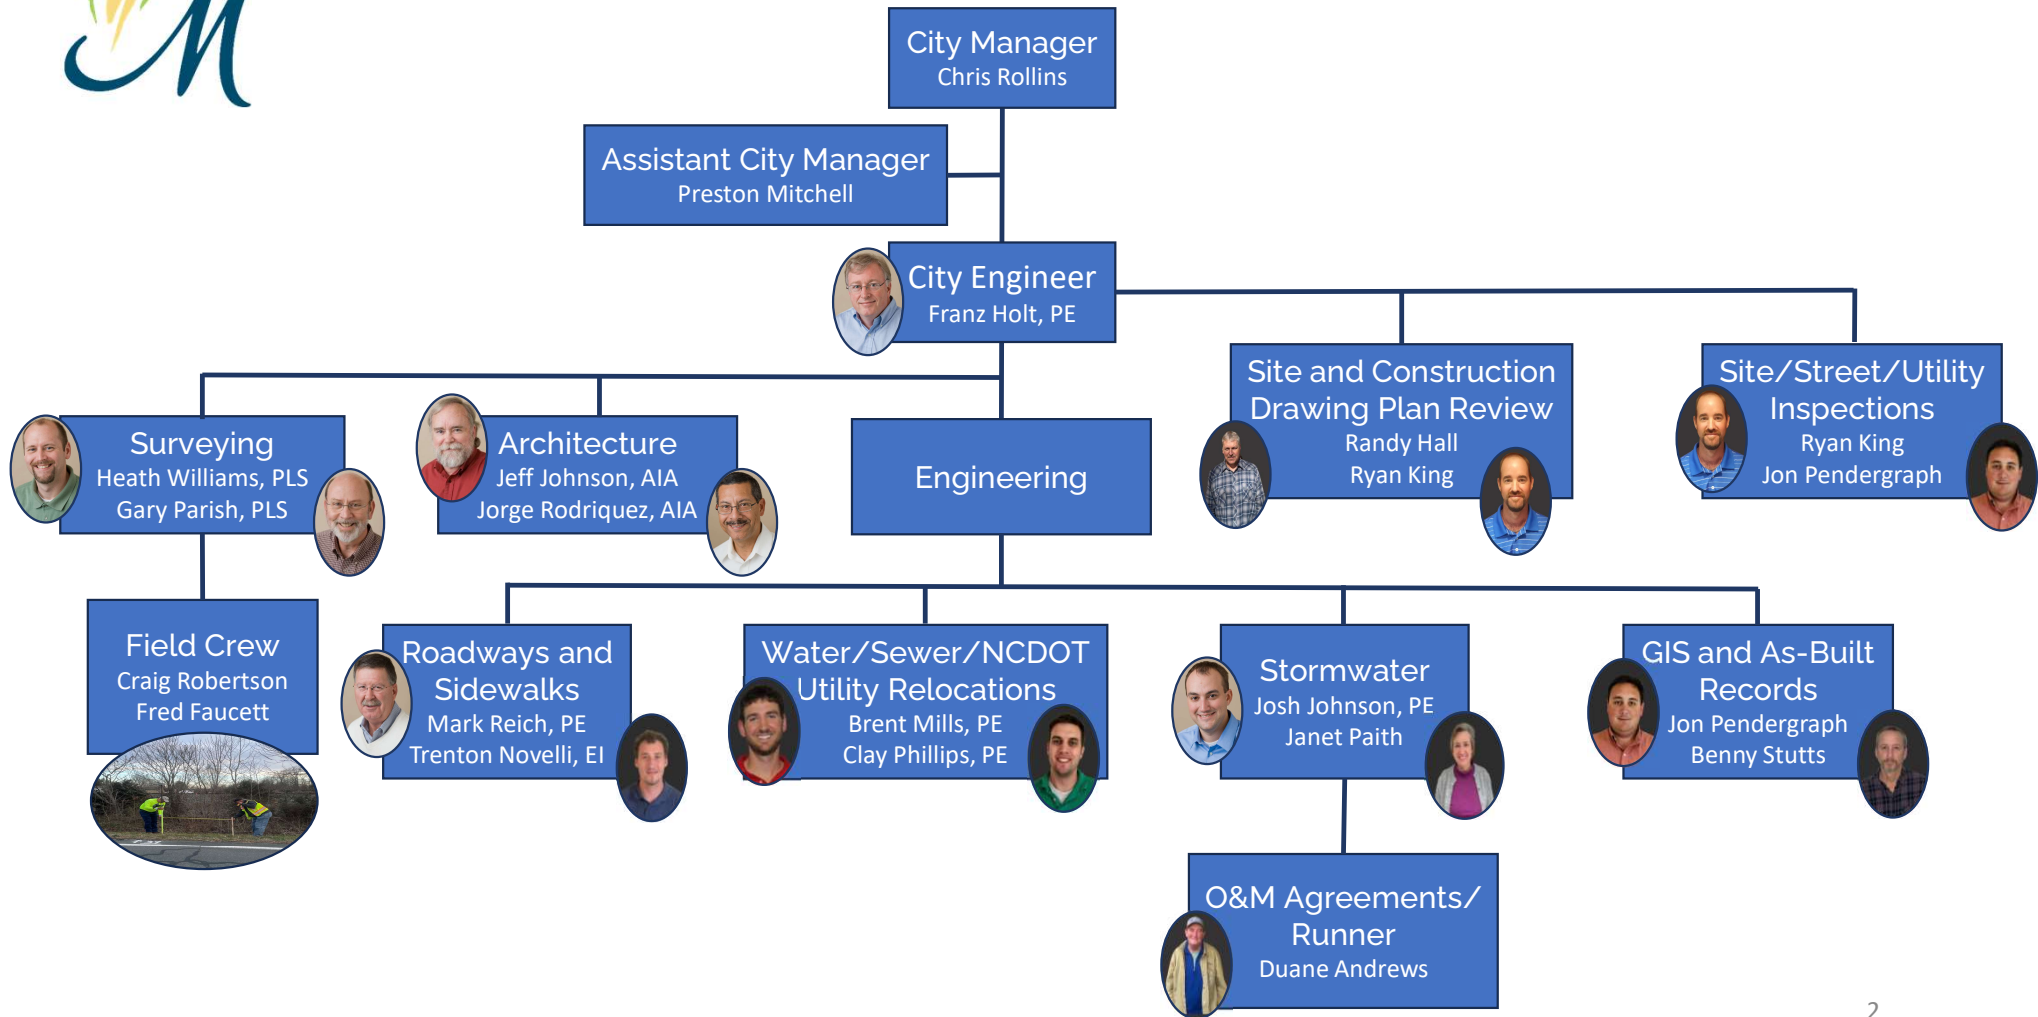 M
City Manager
Chris Rollins
Assistant City Manager
Preston Mitchell
City Engineer
Franz Holt, PE
Site and Construction
Drawing Plan Review
Randy Hall
Ryan King
Site/Street/Utility
Inspections
Ryan King
Jon Pendergraph
Surveying
Heath Williams, PLS
Gary Parish, PLS
Architecture
Jeff Johnson, AIA
Jorge Rodriquez, AIA
Engineering
Field Crew
Craig Robertson
Fred Faucett
Roadways and
Sidewalks
Mark Reich, PE
Trenton Novelli, EI
Water/Sewer/NCDOT
Utility Relocations
Brent Mills, PE
Clay Phillips, PE
Stormwater
Josh Johnson, PE
Janet Paith
GIS and As-Built
Records
Jon Pendergraph
Benny Stutts
O&M Agreements/
Runner
Duane Andrews
2